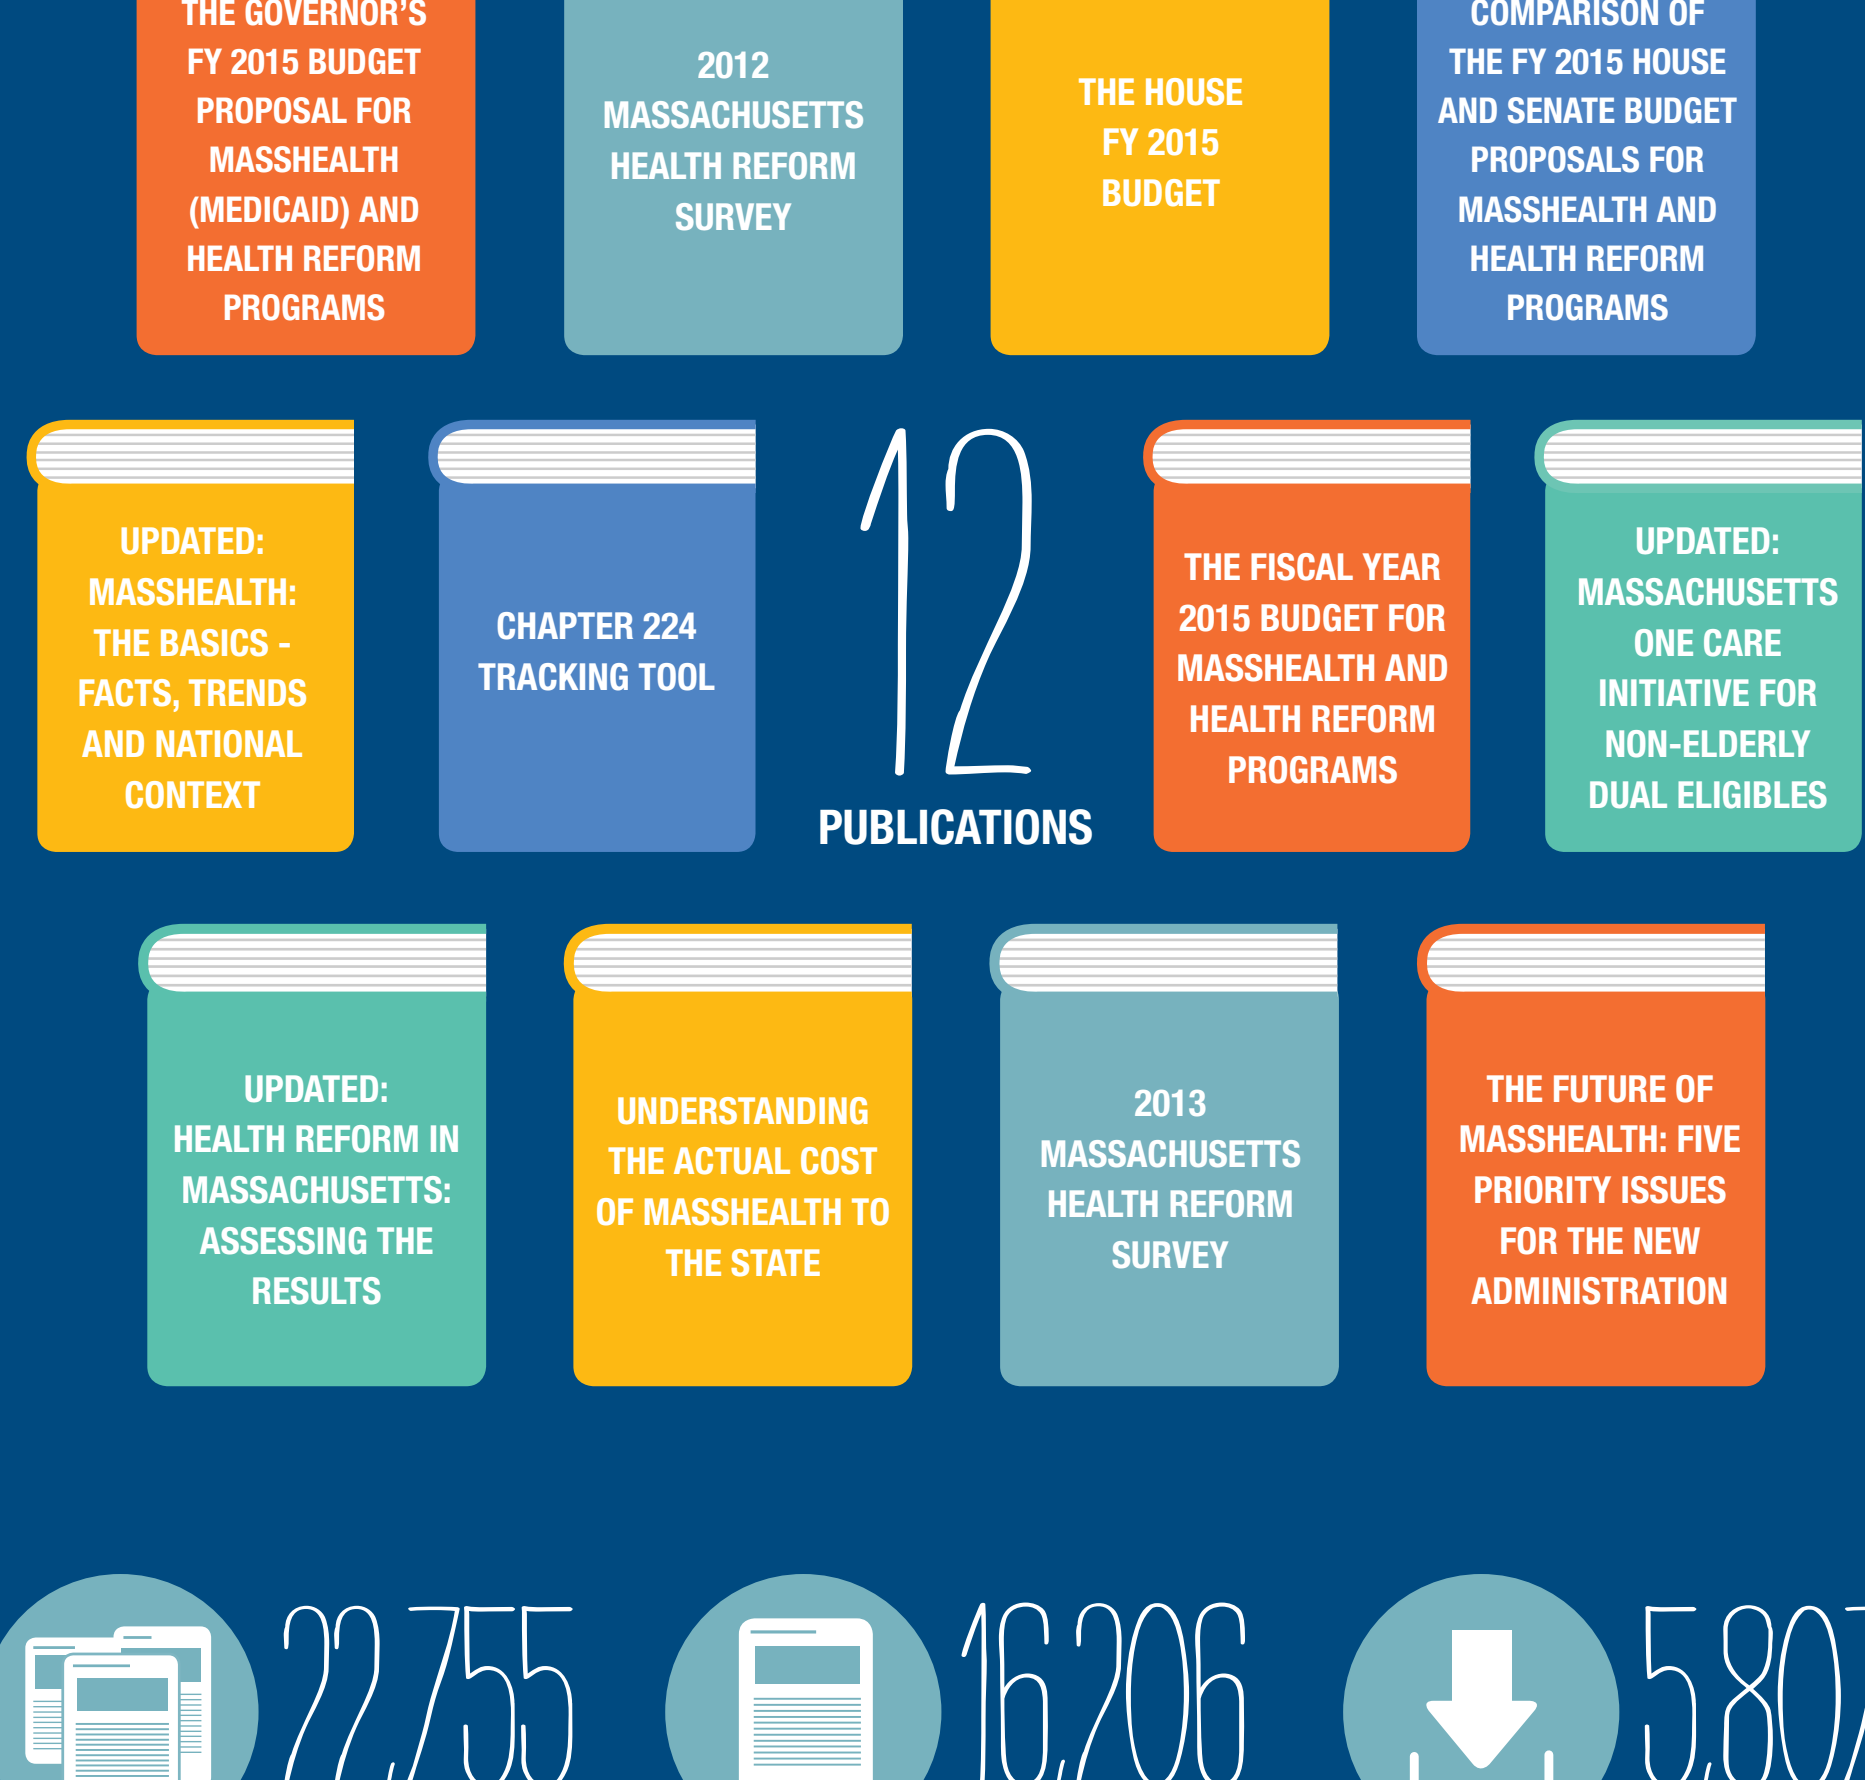 THE GOVERNOR'S
FY 2015 BUDGET
PROPOSAL FOR
MASSHEALTH
(MEDICAID) AND
HEALTH REFORM
PROGRAMS
2012
MASSACHUSETTS
HEALTH REFORM
SURVEY
THE HOUSE
FY 2015
BUDGET
COMPARISON OF
THE FY 2015 HOUSE
AND SENATE BUDGET
PROPOSALS FOR
MASSHEALTH AND
HEALTH REFORM
PROGRAMS
UPDATED:
MASSHEALTH:
THE BASICS -
FACTS, TRENDS
AND NATIONAL
CONTEXT
CHAPTER 224
TRACKING TOOL
12
PUBLICATIONS
THE FISCAL YEAR
2015 BUDGET FOR
MASSHEALTH AND
HEALTH REFORM
PROGRAMS
UPDATED:
MASSACHUSETTS
ONE CARE
INITIATIVE FOR
NON-ELDERLY
DUAL ELIGIBLES
UPDATED:
HEALTH REFORM IN
MASSACHUSETTS:
ASSESSING THE
RESULTS
UNDERSTANDING
THE ACTUAL COST
OF MASSHEALTH TO
THE STATE
2013
MASSACHUSETTS
HEALTH REFORM
SURVEY
THE FUTURE OF
MASSHEALTH: FIVE
PRIORITY ISSUES
FOR THE NEW
ADMINISTRATION
22,755
16,206